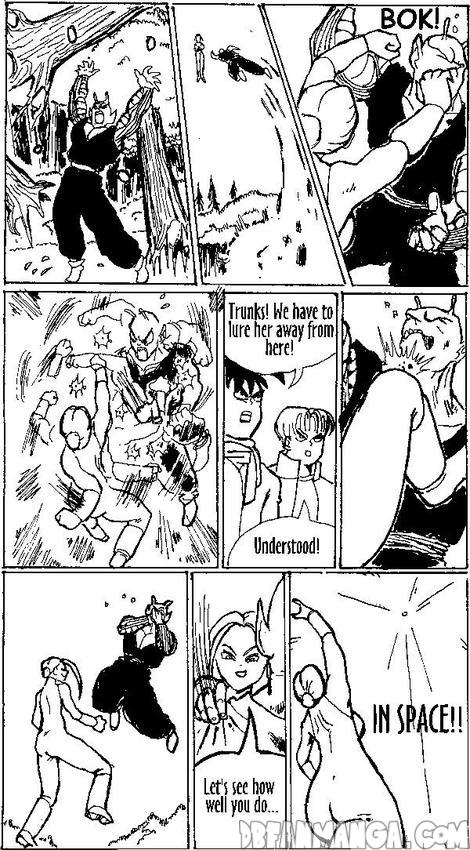 BOK!
Trunks! We have to
lure her away from
here!
Understood!
Let's see how
well you do...
IN SPACE!!
DBFANMANGA.COM